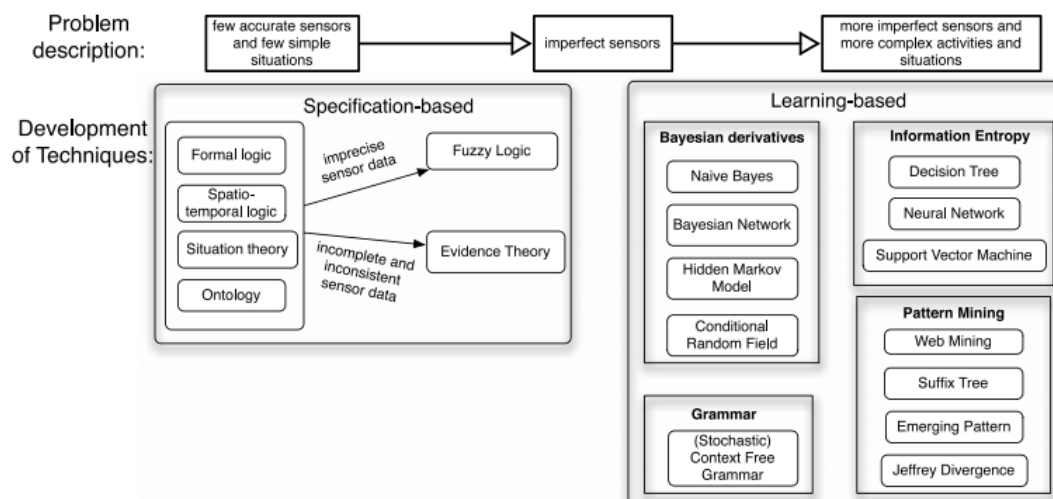 Problem
description:
few accurate sensors
and few simple
situations
imperfect sensors
more imperfect sensors and
more complex activities and
situations
Development
of Techniques:
Specification-based
Formal logic
Spatio-
temporal logic
Situation theory
Ontology
imprecise
sensor data
incomplete and
inconsistent
sensor data
Fuzzy Logic
Evidence Theory
Learning-based
Bayesian derivatives
Naive Bayes
Bayesian Network
Hidden Markov
Model
Conditional
Random Field
Grammar
(Stochastic)
Context Free
Grammar
Information Entropy
Decision Tree
Neural Network
Support Vector Machine
Pattern Mining
Web Mining
Suffix Tree
Emerging Pattern
Jeffrey Divergence